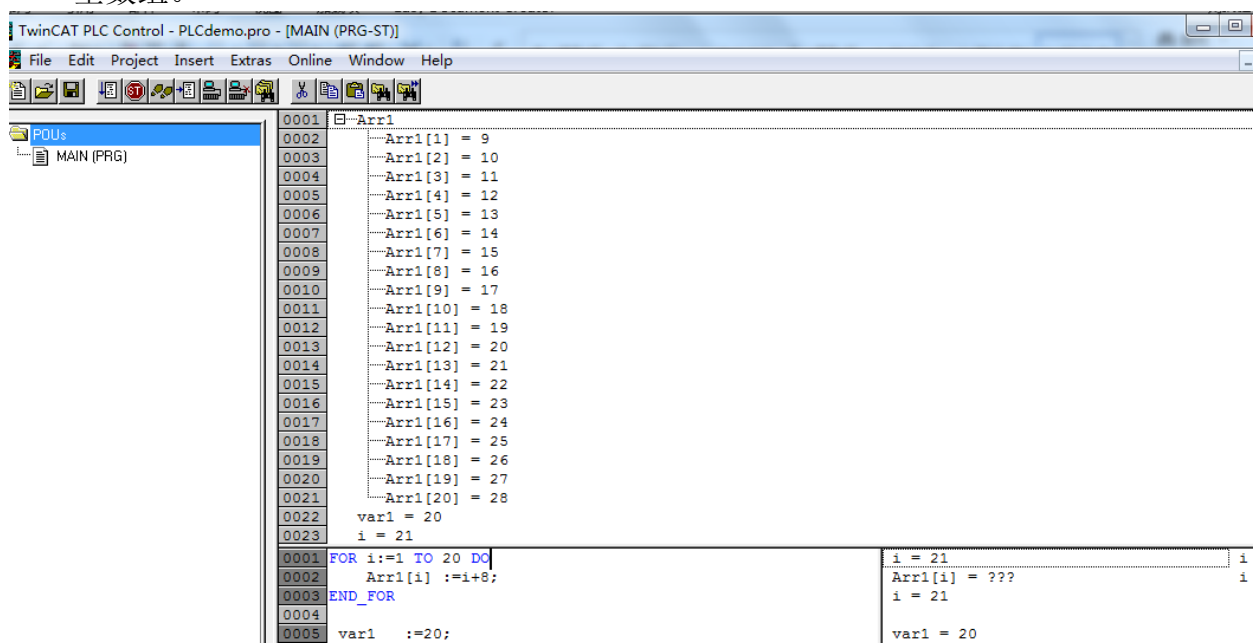 TwinCAT PLC Control - PLCdemo.pro - [MAIN (PRG-ST)]
File Edit Project Insert Extras Online Window Help
POUs
MAIN (PRG)
0001 Arr1
0002 Arr1[1] = 9
0003 Arr1[2] = 10
0004 Arr1[3] = 11
0005 Arr1[4] = 12
0006 Arr1[5] = 13
0007 Arr1[6] = 14
0008 Arr1[7] = 15
0009 Arr1[8] = 16
0010 Arr1[9] = 17
0011 Arr1[10] = 18
0012 Arr1[11] = 19
0013 Arr1[12] = 20
0014 Arr1[13] = 21
0015 Arr1[14] = 22
0016 Arr1[15] = 23
0017 Arr1[16] = 24
0018 Arr1[17] = 25
0019 Arr1[18] = 26
0020 Arr1[19] = 27
0021 Arr1[20] = 28
0022 var1 = 20
0023 i = 21
0001 FOR i:=1 TO 20 DO i = 21 i
0002 Arr1[i] :=i+8; Arr1[i] = ??? i
0003 END_FOR i = 21
0004
0005 var1 :=20; var1 = 20